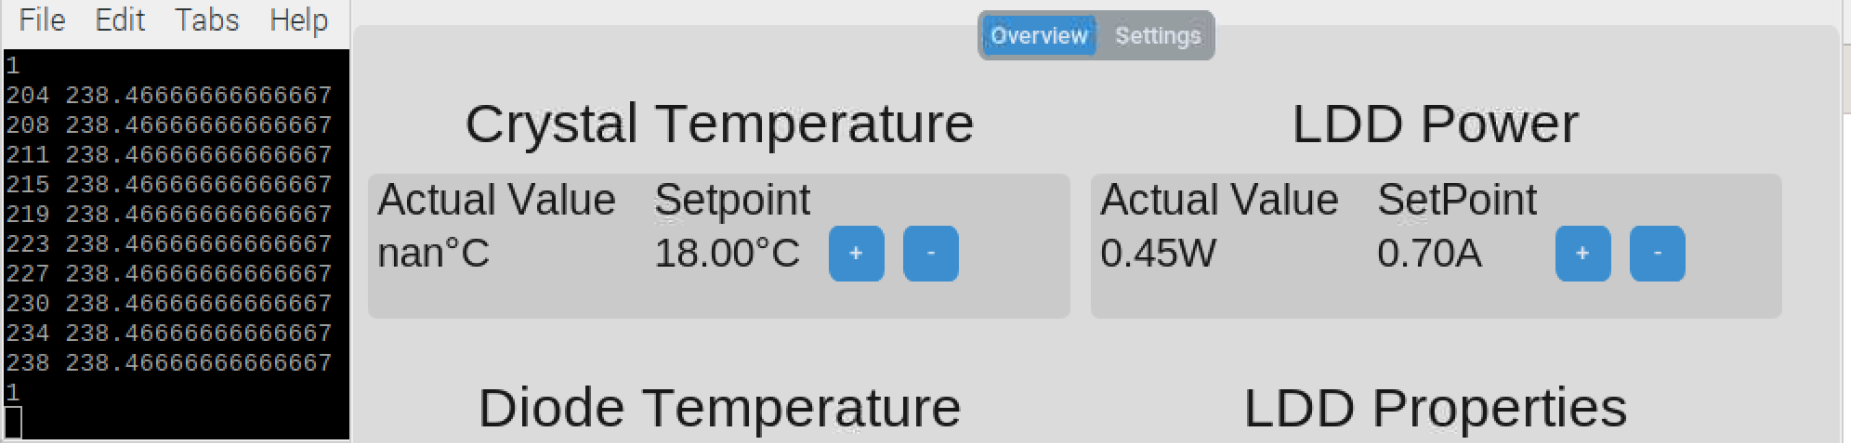 File Edit Tabs Help
1
204 238.46666666666667
208 238.46666666666667
211 238.46666666666667
215 238.46666666666667
219 238.46666666666667
223 238.46666666666667
227 238.46666666666667
230 238.46666666666667
234 238.46666666666667
238 238.46666666666667
1
Overview Settings
Crystal Temperature
Actual Value Setpoint
nan°C 18.00°C + -
LDD Power
Actual Value SetPoint
0.45W 0.70A + -
Diode Temperature
LDD Properties